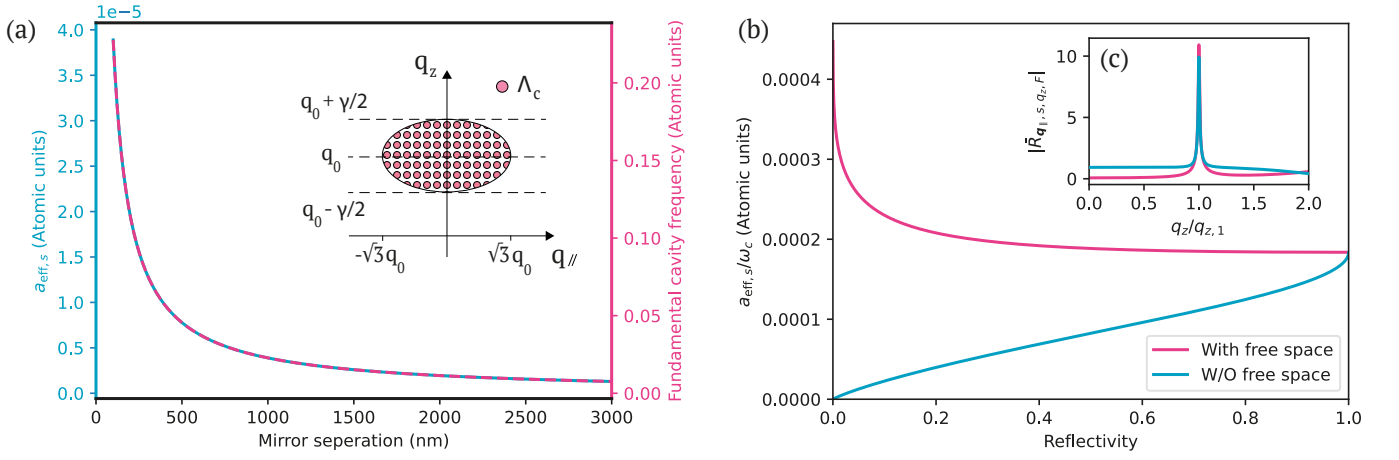 (a)
1e−5
4.0
3.5
3.0
2.5
2.0
1.5
1.0
0.5
0.0
a_eff,s (Atomic units)
0.20
0.15
0.10
0.05
0.00
Fundamental cavity frequency (Atomic units)
q_z
Λ_c
q_0 + γ/2
q_0
q_0 - γ/2
-√3q_0
√3q_0
q_//
0
500
1000
1500
2000
2500
3000
Mirror seperation (nm)
(b)
0.0004
0.0003
0.0002
0.0001
0.0000
a_eff,s/ω_c (Atomic units)
(c)
10
5
0
|R̄_q∥,s,q_z,F|
0.0
0.5
1.0
1.5
2.0
q_z/q_z,1
With free space
W/O free space
0.0
0.2
0.4
0.6
0.8
1.0
Reflectivity